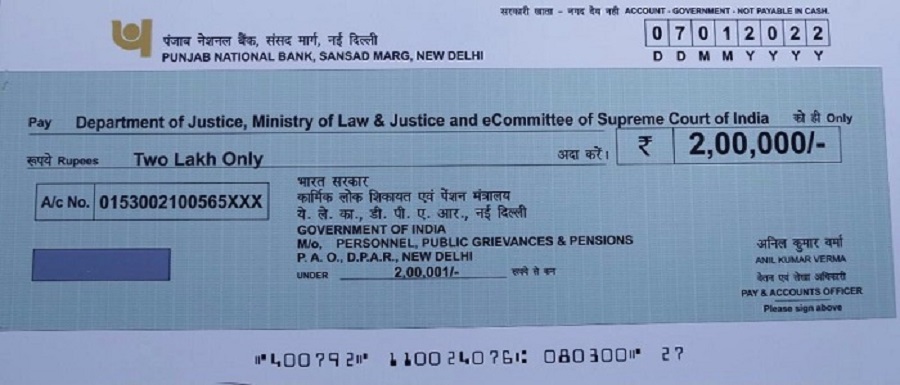 सरकारी खाता - नगद देय नहीं ACCOUNT - GOVERNMENT - NOT PAYABLE IN CASH.
0 7 0 1 2 0 2 2
D D M M Y Y Y Y
पंजाब नेशनल बैंक, संसद मार्ग, नई दिल्ली
PUNJAB NATIONAL BANK, SANSAD MARG, NEW DELHI
Pay Department of Justice, Ministry of Law & Justice and eCommittee of Supreme Court of India को ही Only
रूपये Rupees Two Lakh Only अदा करें। ₹ 2,00,000/-
A/c No. 0153002100565XXX
भारत सरकार
कार्मिक लोक शिकायत एवं पेंशन मंत्रालय
ये. ले. का., डी. पी. ए. आर., नई दिल्ली
GOVERNMENT OF INDIA
M/o, PERSONNEL, PUBLIC GRIEVANCES & PENSIONS
P. A. O., D.P.A.R., NEW DELHI
UNDER 2,00,001/- रूपये से कम
अनिल कुमार वर्मा
ANIL KUMAR VERMA
वेतन एवं लेखा अधिकारी
PAY & ACCOUNTS OFFICER
Please sign above
⑈400792⑈ 110024076⑆ 080300⑈ 27